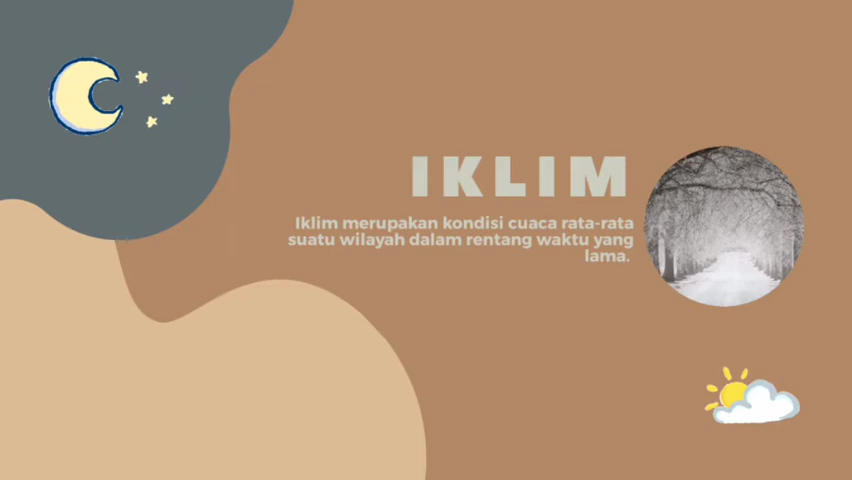 IKLIM
Iklim merupakan kondisi cuaca rata-rata
suatu wilayah dalam rentang waktu yang
lama.